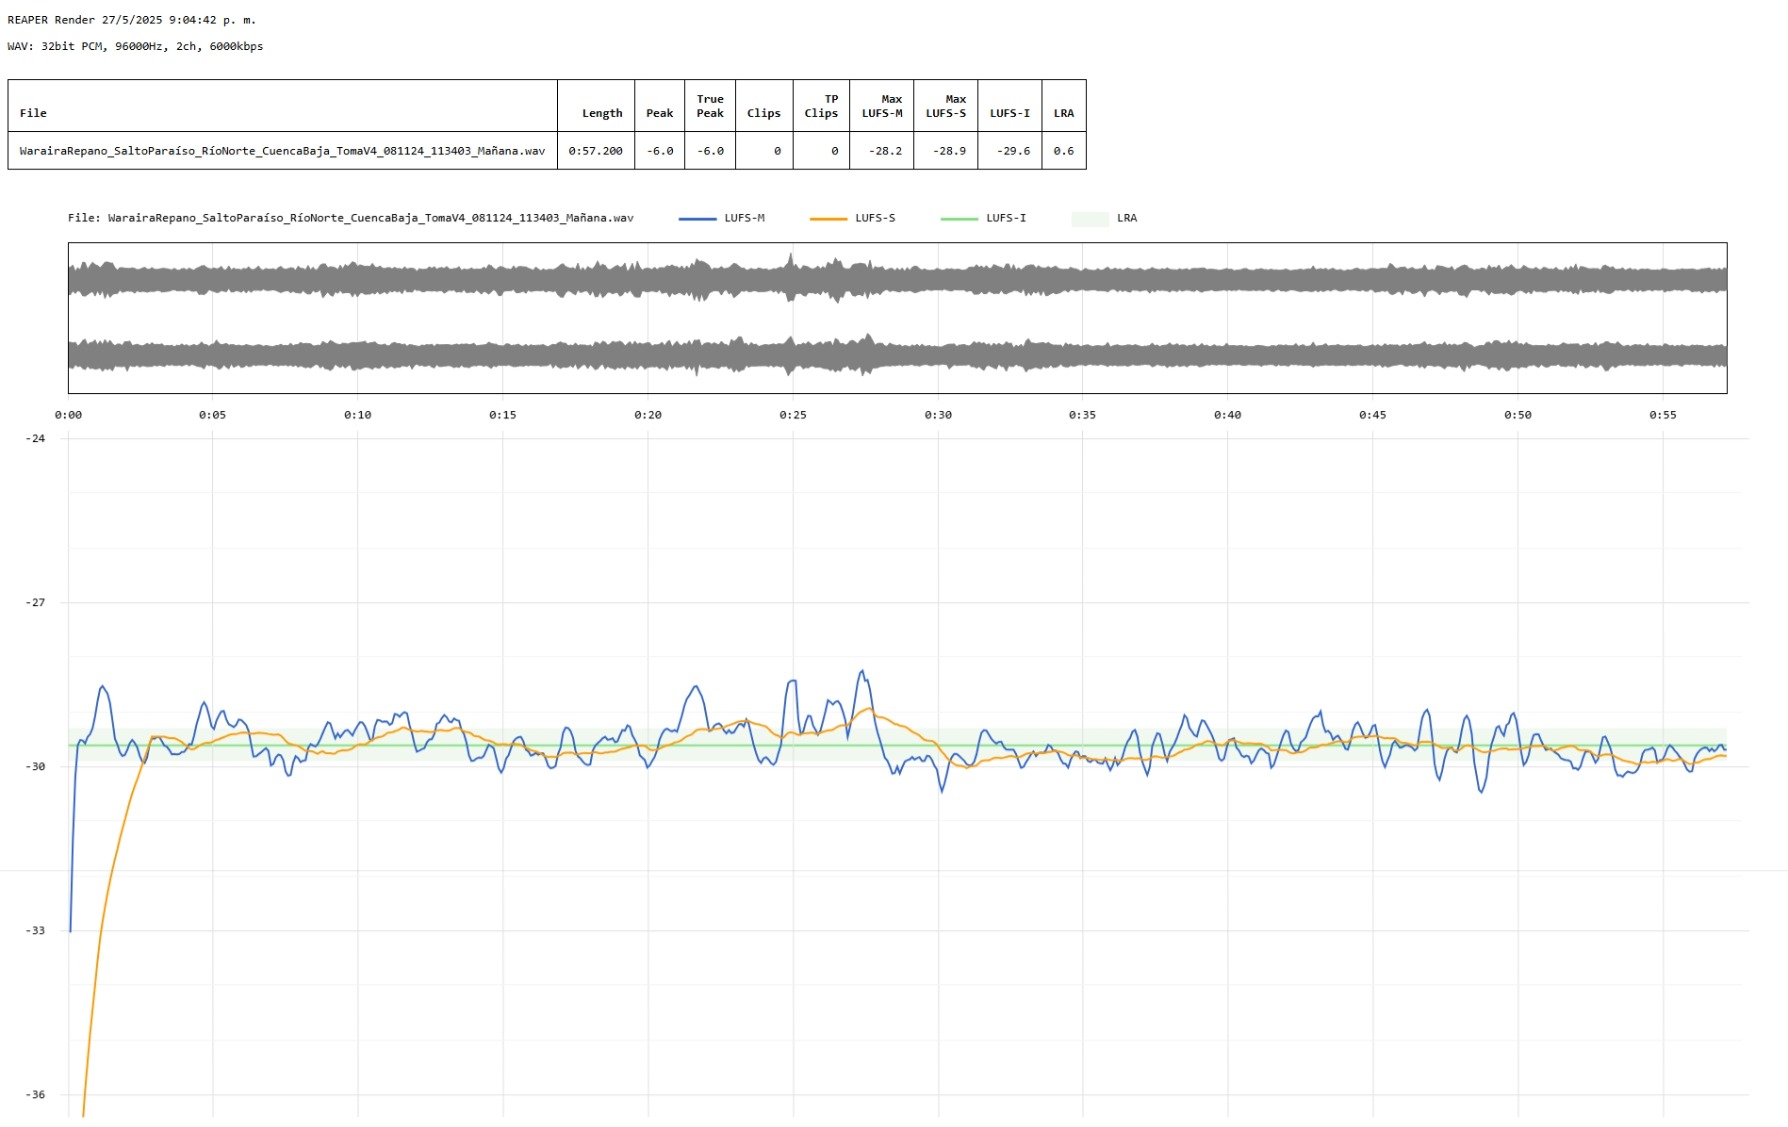 REAPER Render 27/5/2025 9:04:42 p. m.
WAV: 32bit PCM, 96000Hz, 2ch, 6000kbps
File Length Peak True Peak Clips TP Clips Max LUFS-M Max LUFS-S LUFS-I LRA
WarairaRepano_SaltoParaíso_RíoNorte_CuencaBaja_TomaV4_081124_113403_Mañana.wav 0:57.200 -6.0 -6.0 0 0 -28.2 -28.9 -29.6 0.6
File: WarairaRepano_SaltoParaíso_RíoNorte_CuencaBaja_TomaV4_081124_113403_Mañana.wav LUFS-M LUFS-S LUFS-I LRA
0:00 0:05 0:10 0:15 0:20 0:25 0:30 0:35 0:40 0:45 0:50 0:55
-24
-27
-30
-33
-36